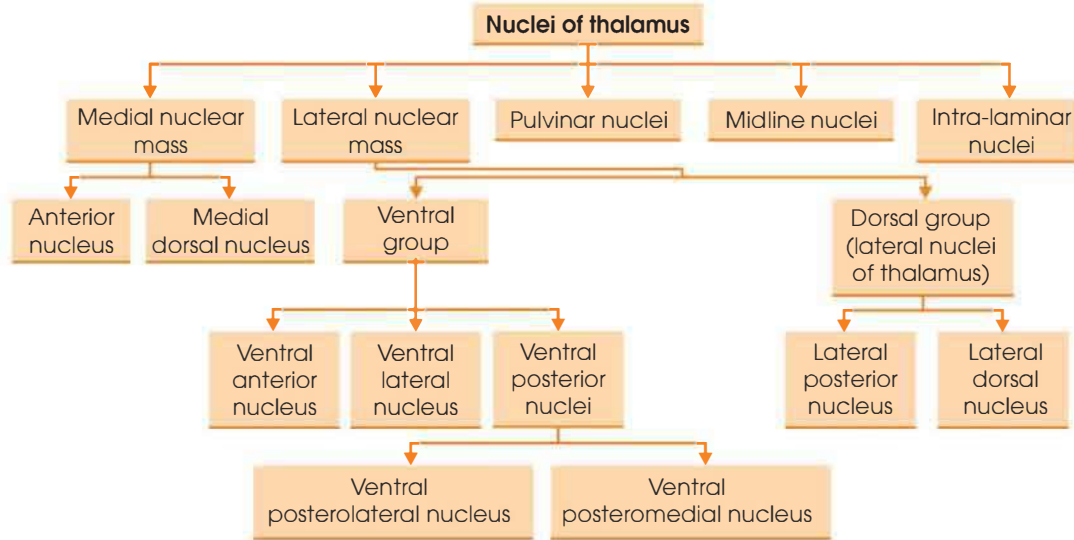 Nuclei of thalamus
Medial nuclear
mass
Lateral nuclear
mass
Pulvinar nuclei
Midline nuclei
Intra-laminar
nuclei
Anterior
nucleus
Medial
dorsal nucleus
Ventral
group
Dorsal group
(lateral nuclei
of thalamus)
Ventral
anterior
nucleus
Ventral
lateral
nucleus
Ventral
posterior
nuclei
Lateral
posterior
nucleus
Lateral
dorsal
nucleus
Ventral
posterolateral nucleus
Ventral
posteromedial nucleus